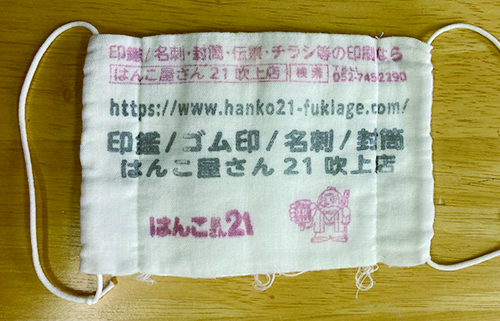 印鑑/名刺・封筒・伝票・チラシ等の印刷なら
はんこ屋さん21吹上店 検索 052-7452290
https://www.hanko21-fukiage.com/
印鑑/ゴム印/名刺/封筒
はんこ屋さん21吹上店
はんこ屋さん21